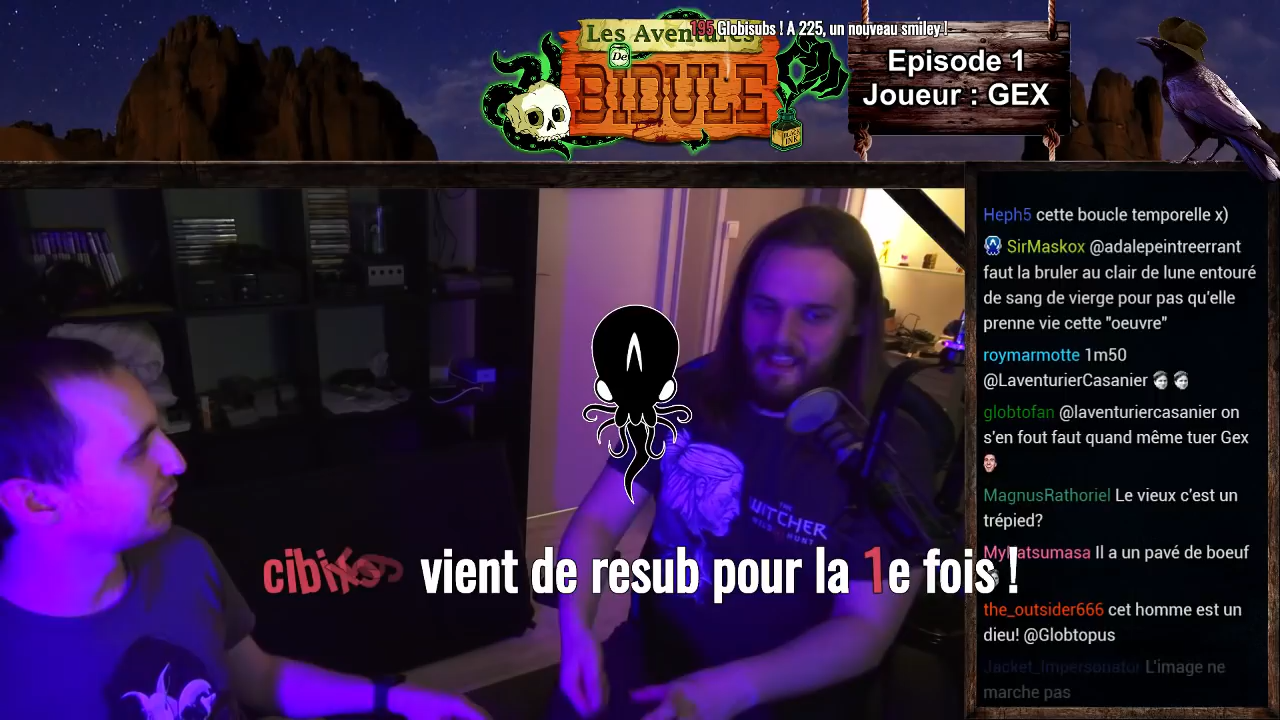 195 Globisubs ! A 225, un nouveau smiley !
Les Aventures
De
BIDULE
BLACK
INK
Episode 1
Joueur : GEX
Heph5 cette boucle temporelle x)
SirMaskox @adalepeintreerrant
faut la bruler au clair de lune entouré
de sang de vierge pour pas qu'elle
prenne vie cette "oeuvre"
roymarmotte 1m50
@LaventurierCasanier
globtofan @laventuriercasanier on
s'en fout faut quand même tuer Gex
MagnusRathoriel Le vieux c'est un
trépied?
Il a un pavé de boeuf
the_outsider666 cet homme est un
dieu! @Globtopus
Jacket_Impersonator L'image ne
marche pas
THE
WITCHER
WILD HUNT
vient de resub pour la 1e fois !